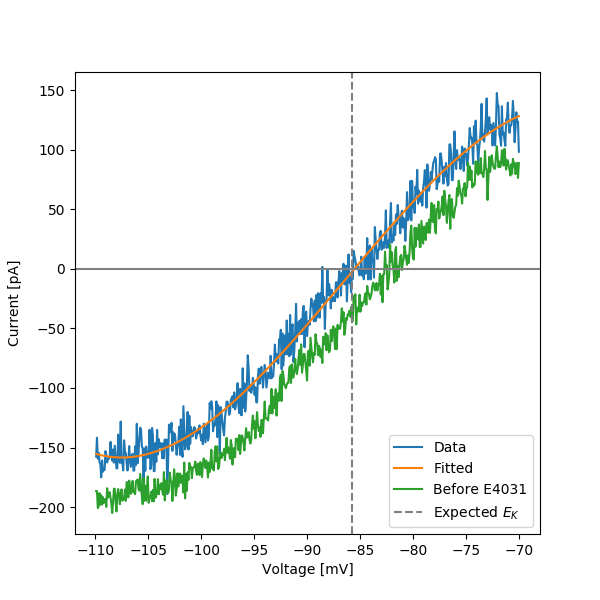 150
100
50
0
−50
−100
−150
−200
Current [pA]
−110 −105 −100 −95 −90 −85 −80 −75 −70
Voltage [mV]
Data
Fitted
Before E4031
Expected E_K